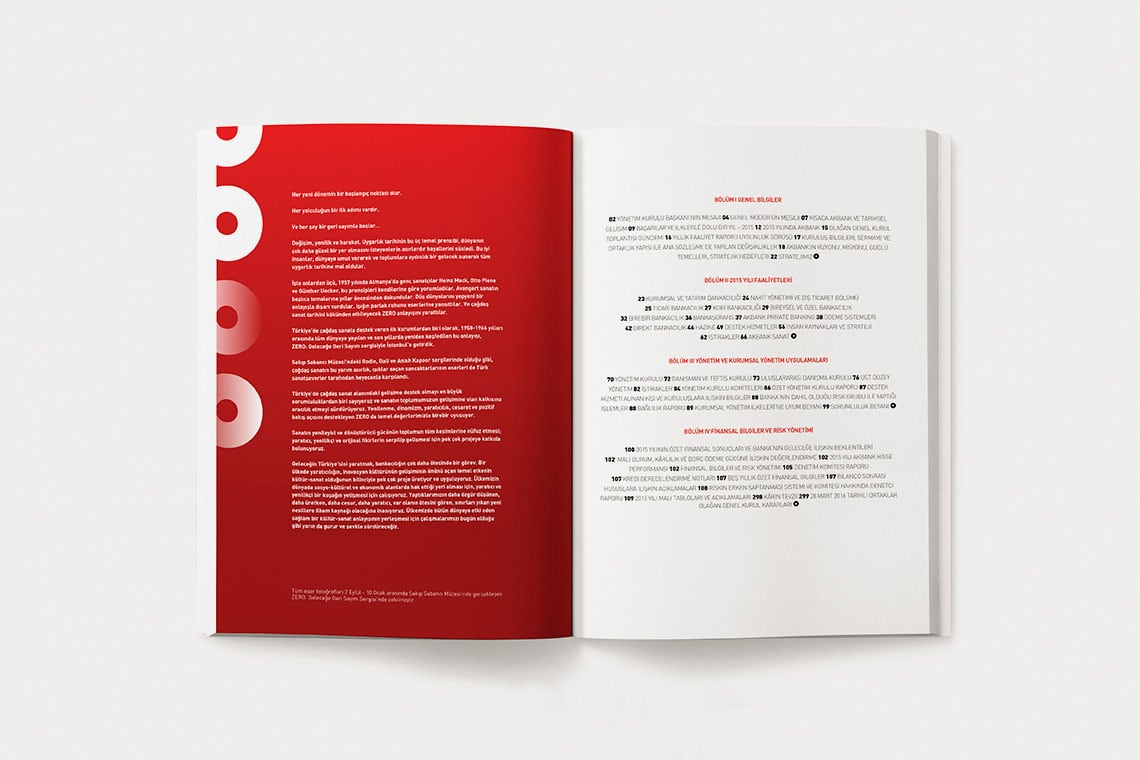 Her yeni dönemin bir başlangıç noktası olur.
Her yolculuğun bir ilk adımı vardır.
Ve her şey bir geri sayımla başlar...
Değişim, yenilik ve hareket. Uygarlık tarihinin bu üç temel prensibi, dünyanın
çok daha güzel bir yer olmasını isteyenlerin asırlardır hayallerini süsledi. Bu iyi
insanlar, dünyaya umut vererek ve toplumlara aydınlık bir gelecek sunarak tüm
uygarlık tarihine mal oldular.
İşte onlardan üçü, 1957 yılında Almanya'da genç sanatçılar Heinz Mack, Otto Piene
ve Günther Uecker, bu prensipleri kendilerine göre yorumladılar. Avangart sanatın
başlıca temalarına yıllar öncesinden dokundular. Düş dünyalarını yepyeni bir
anlayışla dışarı vurdular. Işığın parlak ruhunu eserlerine yansıttılar. Ve çağdaş
sanat tarihini kökünden etkileyecek ZERO anlayışını yarattılar.
Türkiye'de çağdaş sanata destek veren ilk kurumlardan biri olarak, 1958-1966 yılları
arasında tüm dünyaya yayılan ve son yıllarda yeniden keşfedilen bu anlayışı,
ZERO. Geleceğe Geri Sayım sergisiyle İstanbul'a getirdik.
Sakıp Sabancı Müzesi'ndeki Rodin, Dali ve Anish Kapoor sergilerinde olduğu gibi,
çağdaş sanatın bu yarım asırlık, ışıklar saçan sanatçılarının eserleri de Türk
sanatseverler tarafından heyecanla karşılandı.
Türkiye'de çağdaş sanat alanındaki gelişime destek olmayı en büyük
sorumluluklardan biri sayıyoruz ve sanatın toplumumuzun gelişimine olan katkısına
aracılık olmayı sürdürüyoruz. Yenilenme, dinamizm, yaratıcılık, cesaret ve pozitif
bakış açısını destekleyen ZERO da temel değerlerimizle birebir uyuşuyor.
Sanatın yenileyici ve dönüştürücü gücünün toplumun tüm kesimlerine nüfuz etmesi;
yaratıcı, yenilikçi ve orijinal fikirlerin serpilip gelişmesi için pek çok projeye katkıda
bulunuyoruz.
Geleceğin Türkiye'sini yaratmak, bankacılığın çok daha ötesinde bir görev. Bir
ülkede yaratıcılığın, inovasyon kültürünün gelişiminin önünü açan temel etkenin
kültür-sanat olduğunun bilinciyle pek çok proje üretiyor ve uyguluyoruz. Ülkemizin
dünyada sosyo-kültürel ve ekonomik alanlarda hak ettiği yeri alması için, yaratıcı ve
yenilikçi bir kuşağın yetişmesi için çalışıyoruz. Yaptıklarımızın daha özgür düşünen,
daha üreten, daha cesur, daha yaratıcı, var olanın ötesini gören, sınırları yıkan yeni
nesillere ilham kaynağı olacağına inanıyoruz. Ülkemizde bütün dünyaya etki eden
sağlam bir kültür-sanat anlayışının yerleşmesi için çalışmalarımızı bugün olduğu
gibi yarın da gurur ve şevkle sürdüreceğiz.
Tüm eser fotoğrafları 2 Eylül - 10 Ocak arasında Sakıp Sabancı Müzesi'nde gerçekleşen
ZERO. Geleceğe Geri Sayım Sergisi'nde çekilmiştir.
BÖLÜM I GENEL BİLGİLER
02 YÖNETİM KURULU BAŞKANI'NIN MESAJI 04 GENEL MÜDÜR'ÜN MESAJI 07 KISACA AKBANK VE TARİHSEL
GELİŞİM 09 BAŞARILAR VE İLKLERLE DOLU BİR YIL - 2015 12 2015 YILINDA AKBANK 15 OLAĞAN GENEL KURUL
TOPLANTISI GÜNDEMİ 16 YILLIK FAALİYET RAPORU UYGUNLUK GÖRÜŞÜ 17 KURULUŞ BİLGİLERİ, SERMAYE VE
ORTAKLIK YAPISI İLE ANA SÖZLEŞME'DE YAPILAN DEĞİŞİKLİKLER 18 AKBANK'IN VİZYONU, MİSYONU, GÜÇLÜ
TEMELLERİ, STRATEJİK HEDEFLERİ 22 STRATEJİMİZ
BÖLÜM II 2015 YILI FAALİYETLERİ
23 KURUMSAL VE YATIRIM BANKACILIĞI 24 NAKİT YÖNETİMİ VE DIŞ TİCARET BÖLÜMÜ
25 TİCARİ BANKACILIK 27 KOBİ BANKACILIĞI 29 BİREYSEL VE ÖZEL BANKACILIK
32 BİREBİR BANKACILIK 36 BANKASÜRANS 37 AKBANK PRIVATE BANKING 38 ÖDEME SİSTEMLERİ
42 DİREKT BANKACILIK 46 HAZİNE 49 DESTEK HİZMETLER 56 İNSAN KAYNAKLARI VE STRATEJİ
62 İŞTİRAKLER 66 AKBANK SANAT
BÖLÜM III YÖNETİM VE KURUMSAL YÖNETİM UYGULAMALARI
70 YÖNETİM KURULU 72 DANIŞMAN VE TEFTİŞ KURULU 73 ULUSLARARASI DANIŞMA KURULU 76 ÜST DÜZEY
YÖNETİM 82 İŞTİRAKLER 84 YÖNETİM KURULU KOMİTELERİ 86 ÖZET YÖNETİM KURULU RAPORU 87 DESTEK
HİZMETİ ALINAN KİŞİ VE KURULUŞLARA İLİŞKİN BİLGİLER 88 BANKA'NIN DAHİL OLDUĞU RİSK GRUBU İLE YAPTIĞI
İŞLEMLER 88 BAĞLILIK RAPORU 89 KURUMSAL YÖNETİM İLKELERİ'NE UYUM BEYANI 99 SORUMLULUK BEYANI
BÖLÜM IV FİNANSAL BİLGİLER VE RİSK YÖNETİMİ
100 2015 YILININ ÖZET FİNANSAL SONUÇLARI VE BANKA'NIN GELECEĞE İLİŞKİN BEKLENTİLERİ
102 MALİ DURUM, KÂRLILIK VE BORÇ ÖDEME GÜCÜNE İLİŞKİN DEĞERLENDİRME 102 2015 YILI AKBANK HİSSE
PERFORMANSI 102 FİNANSAL BİLGİLER VE RİSK YÖNETİMİ 105 DENETİM KOMİTESİ RAPORU
107 KREDİ DERECELENDİRME NOTLARI 107 BEŞ YILLIK ÖZET FİNANSAL BİLGİLER 107 BİLANÇO SONRASI
HUSUSLARA İLİŞKİN AÇIKLAMALAR 108 RİSKİN ERKEN SAPTANMASI SİSTEMİ VE KOMİTESİ HAKKINDA DENETÇİ
RAPORU 109 2015 YILI MALİ TABLOLARI VE AÇIKLAMALARI 298 KÂRIN TEVZİİ 299 28 MART 2016 TARİHLİ ORTAKLAR
OLAĞAN GENEL KURUL KARARLARI